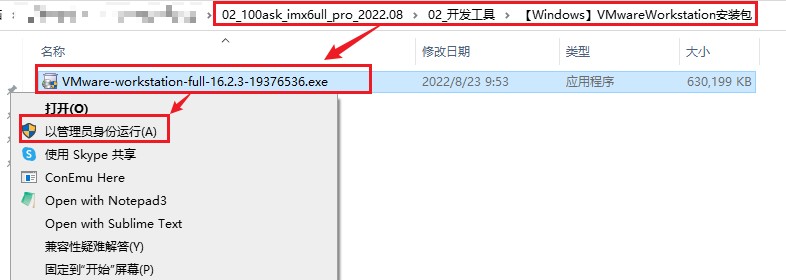 02_100ask_imx6ull_pro_2022.08 > 02_开发工具 > 【Windows】VMwareWorkstation安装包
名称 修改日期 类型 大小
VMware-workstation-full-16.2.3-19376536.exe 2022/8/23 9:53 应用程序 630,199 KB
打开(O)
以管理员身份运行(A)
使用 Skype 共享
ConEmu Here
Open with Notepad3
Open with Sublime Text
兼容性疑难解答(Y)
固定到"开始"屏幕(P)